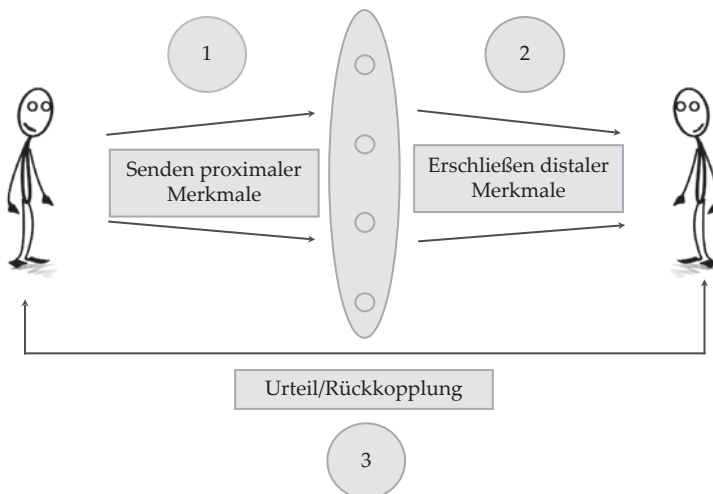 1
2
Senden proximaler
Merkmale
Erschließen distaler
Merkmale
Urteil/Rückkopplung
3